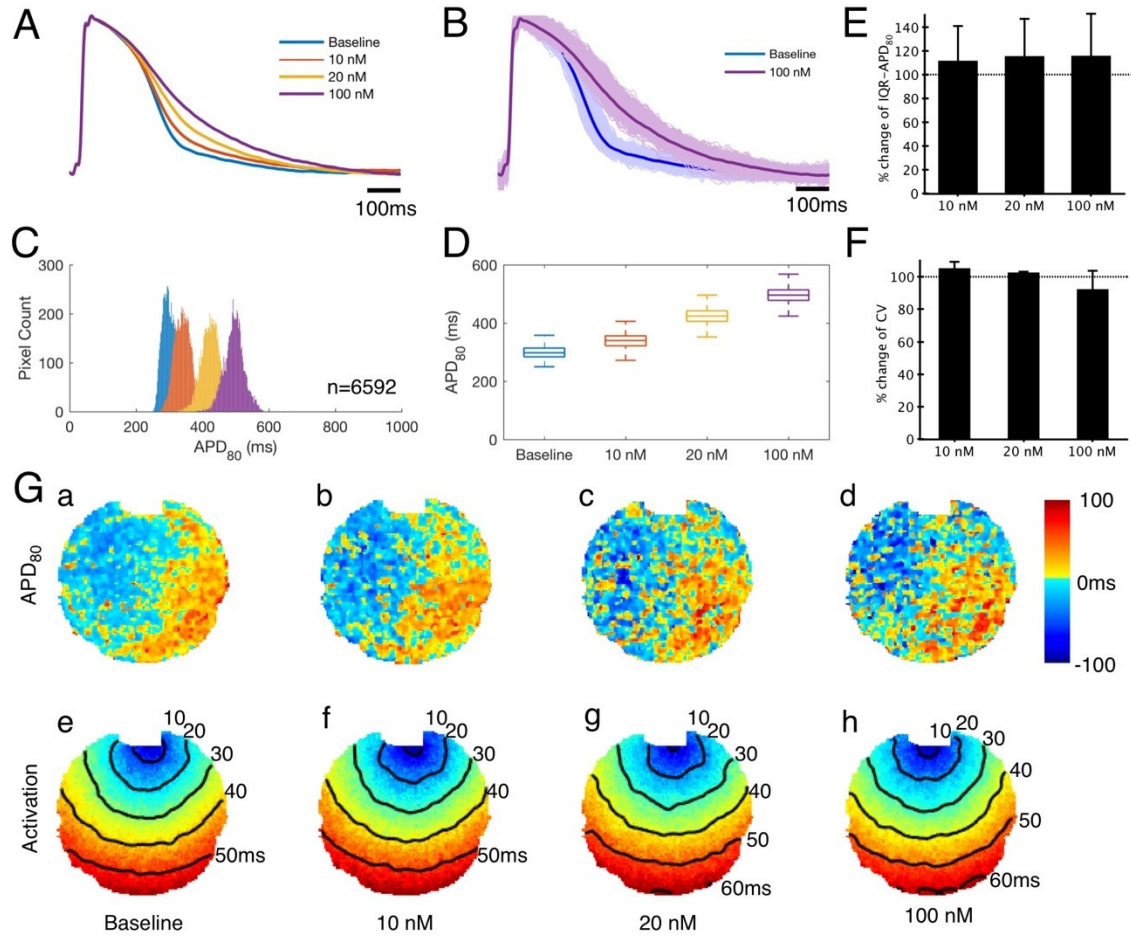 A
Baseline
10 nM
20 nM
100 nM
100ms
B
Baseline
100 nM
100ms
E
% change of IQR-APD80
140
120
100
80
60
40
20
0
10 nM
20 nM
100 nM
C
Pixel Count
300
200
100
0
n=6592
0
200
400
600
800
1000
APD80 (ms)
D
APD80 (ms)
600
400
200
0
Baseline
10 nM
20 nM
100 nM
F
% change of CV
100
80
60
40
20
0
10 nM
20 nM
100 nM
G
APD80
a
b
c
d
100
0ms
-100
Activation
e
10
20
30
40
50ms
f
10
20
30
40
50ms
g
10
20
30
40
50
60ms
h
10
20
30
40
50
60ms
Baseline
10 nM
20 nM
100 nM